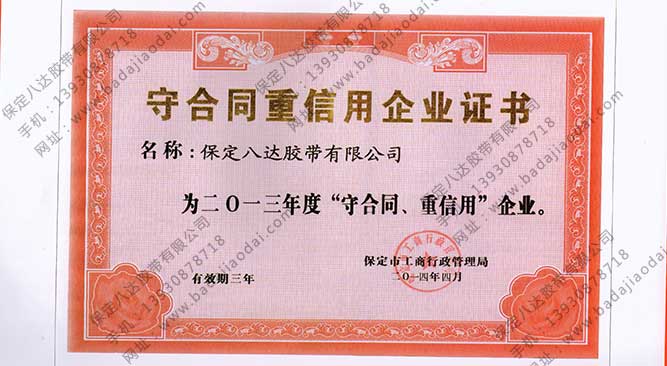 守合同重信用企业证书
名称：保定八达胶带有限公司
为二〇一三年度“守合同、重信用”企业。
保定市工商行政管理局
有效期三年
二〇一四年四月
保定八达胶带有限公司
手机：13930878718
网址：www.badajiaodai.com